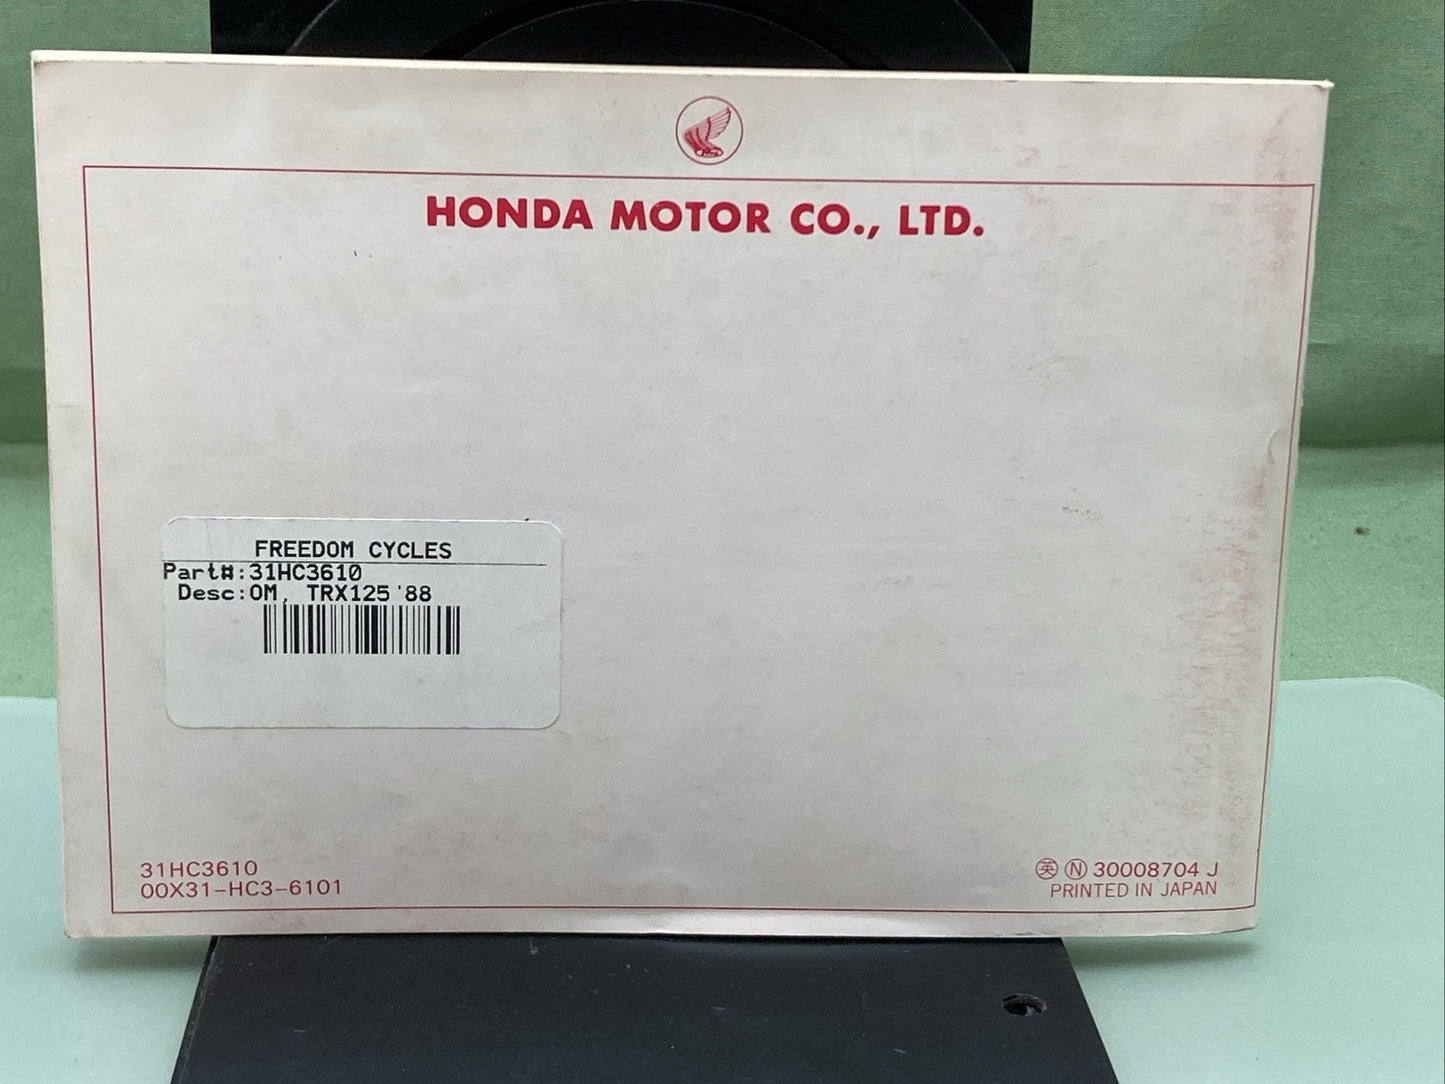 HONDA MOTOR CO., LTD.
FREEDOM CYCLES
Part#:31HC3610
Desc:OM, TRX125 '88
31HC3610
00X31-HC3-6101
英 N 30008704 J
PRINTED IN JAPAN